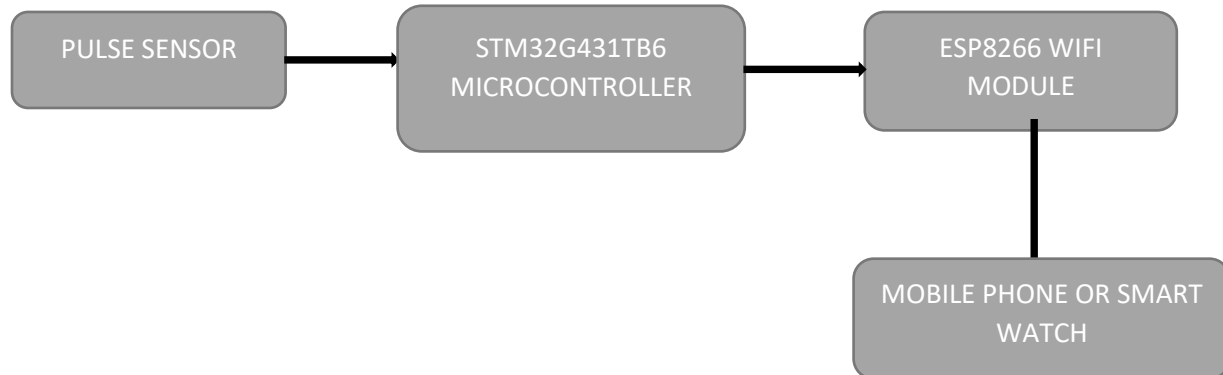 PULSE SENSOR
STM32G431TB6
MICROCONTROLLER
ESP8266 WIFI
MODULE
MOBILE PHONE OR SMART
WATCH